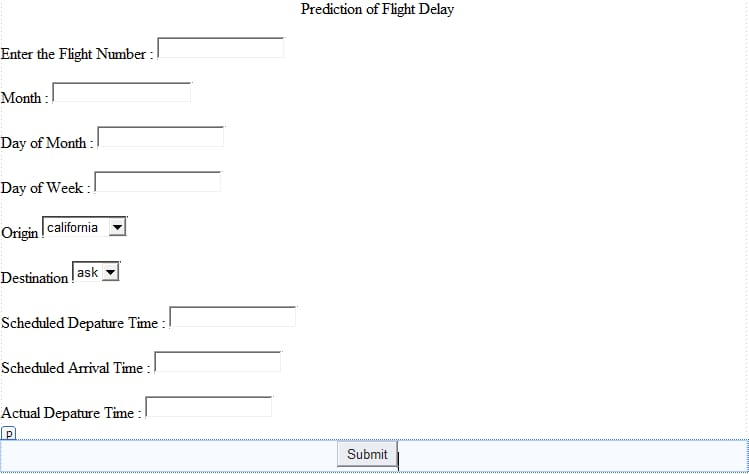 Prediction of Flight Delay
Enter the Flight Number :
Month :
Day of Month :
Day of Week :
Origin california
Destination ask
Scheduled Depature Time :
Scheduled Arrival Time :
Actual Depature Time :
p
Submit